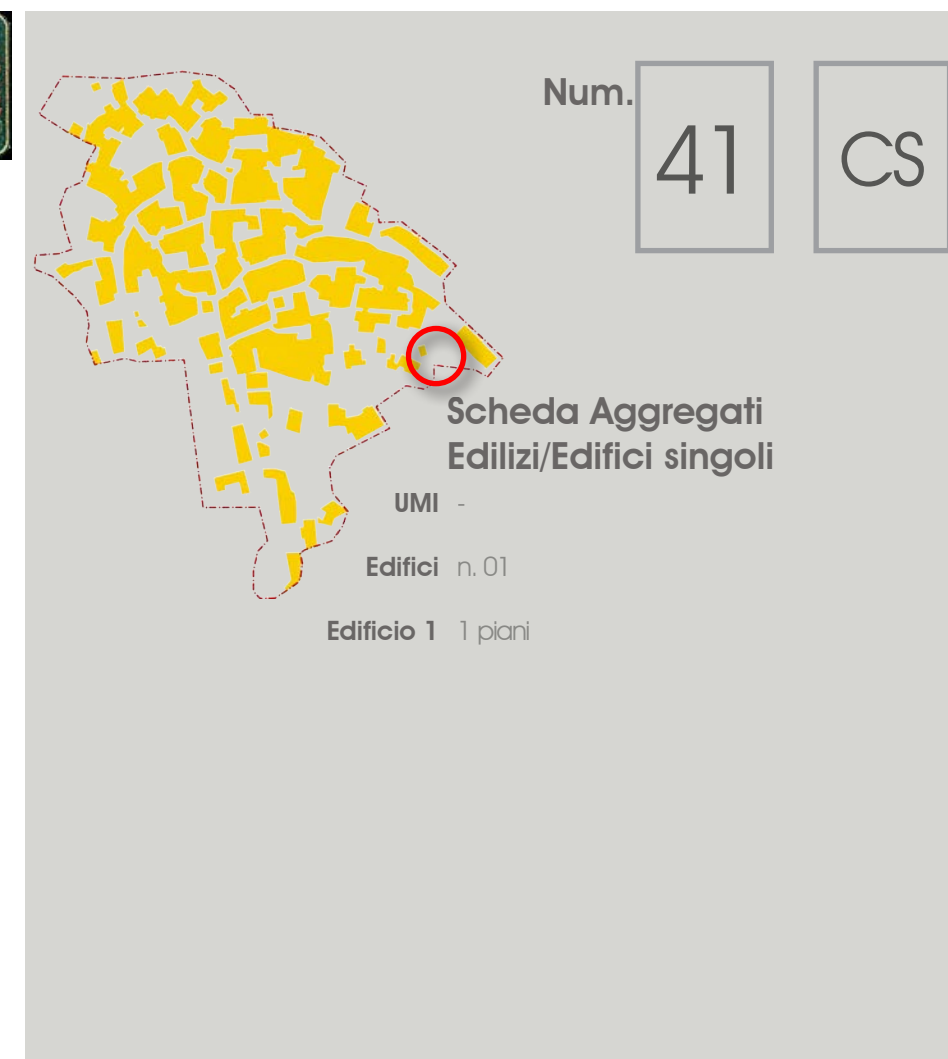 Num. 41 CS
Scheda Aggregati
Edilizi/Edifici singoli
UMI -
Edifici n. 01
Edificio 1 1 piani